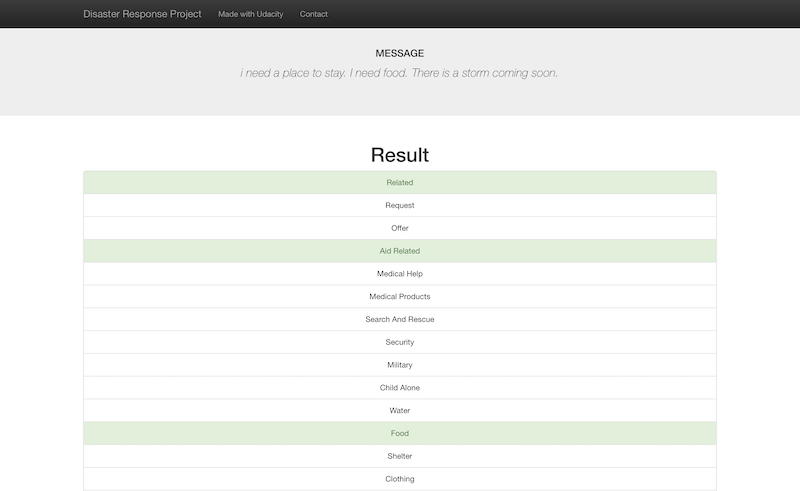 Disaster Response Project Made with Udacity Contact
MESSAGE
i need a place to stay. I need food. There is a storm coming soon.
Result
Related
Request
Offer
Aid Related
Medical Help
Medical Products
Search And Rescue
Security
Military
Child Alone
Water
Food
Shelter
Clothing